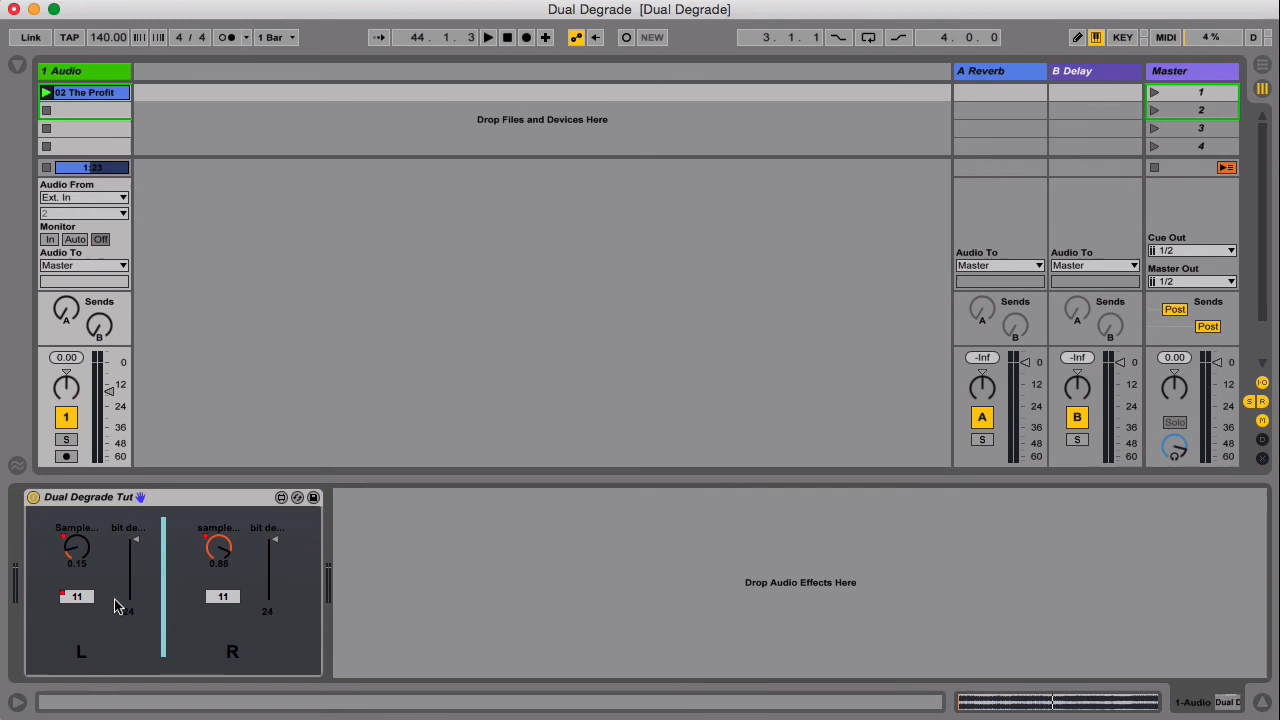 Dual Degrade [Dual Degrade]
Link TAP 140.00 4 / 4 1 Bar 44. 1. 3 NEW 3. 1. 1 4. 0. 0 KEY MIDI 4 % D
1 Audio A Reverb B Delay Master
02 The Profit 1
Drop Files and Devices Here 2
3
4
1:23
Audio From
Ext. In
2
Monitor
In Auto Off
Cue Out
1/2
Audio To Audio To Audio To
Master Master Master
Master Out
1/2
Sends Sends Sends Sends
A B A B A B Post
Post
0.00 -Inf -Inf 0.00
0 0 0 0
12 12 12 12
24 24 24 24
1 A B Solo
36 36 36 36
S S S
48 48 48 48
60 60 60 60
S R
I·O
M
D
X
Dual Degrade Tut
Sample... bit de... sample... bit de...
0.15 0.88
11 11
24 24
L R
Drop Audio Effects Here
1-Audio Dual D